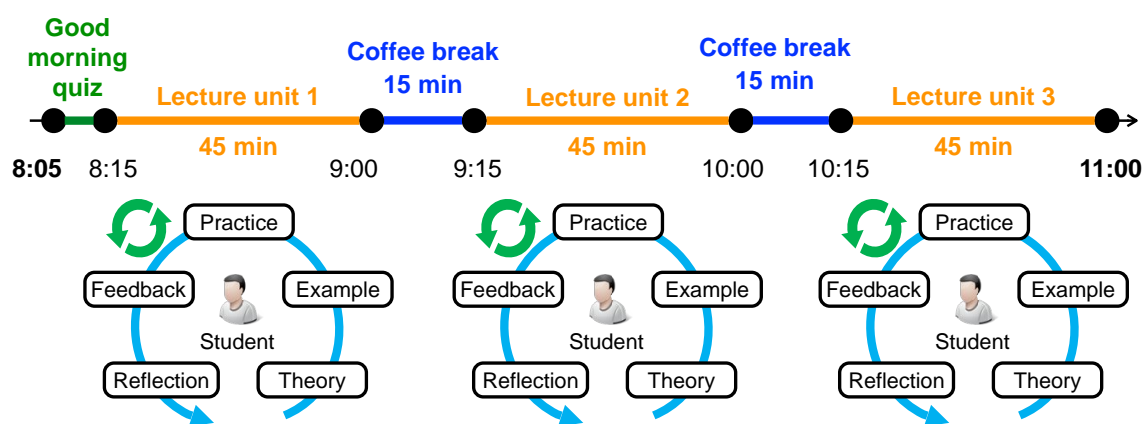 Good
morning
quiz
Coffee break
15 min
Coffee break
15 min
Lecture unit 1
Lecture unit 2
Lecture unit 3
45 min
45 min
45 min
8:05 8:15 9:00 9:15 10:00 10:15 11:00
Practice
Feedback
Example
Student
Reflection
Theory
Practice
Feedback
Example
Student
Reflection
Theory
Practice
Feedback
Example
Student
Reflection
Theory